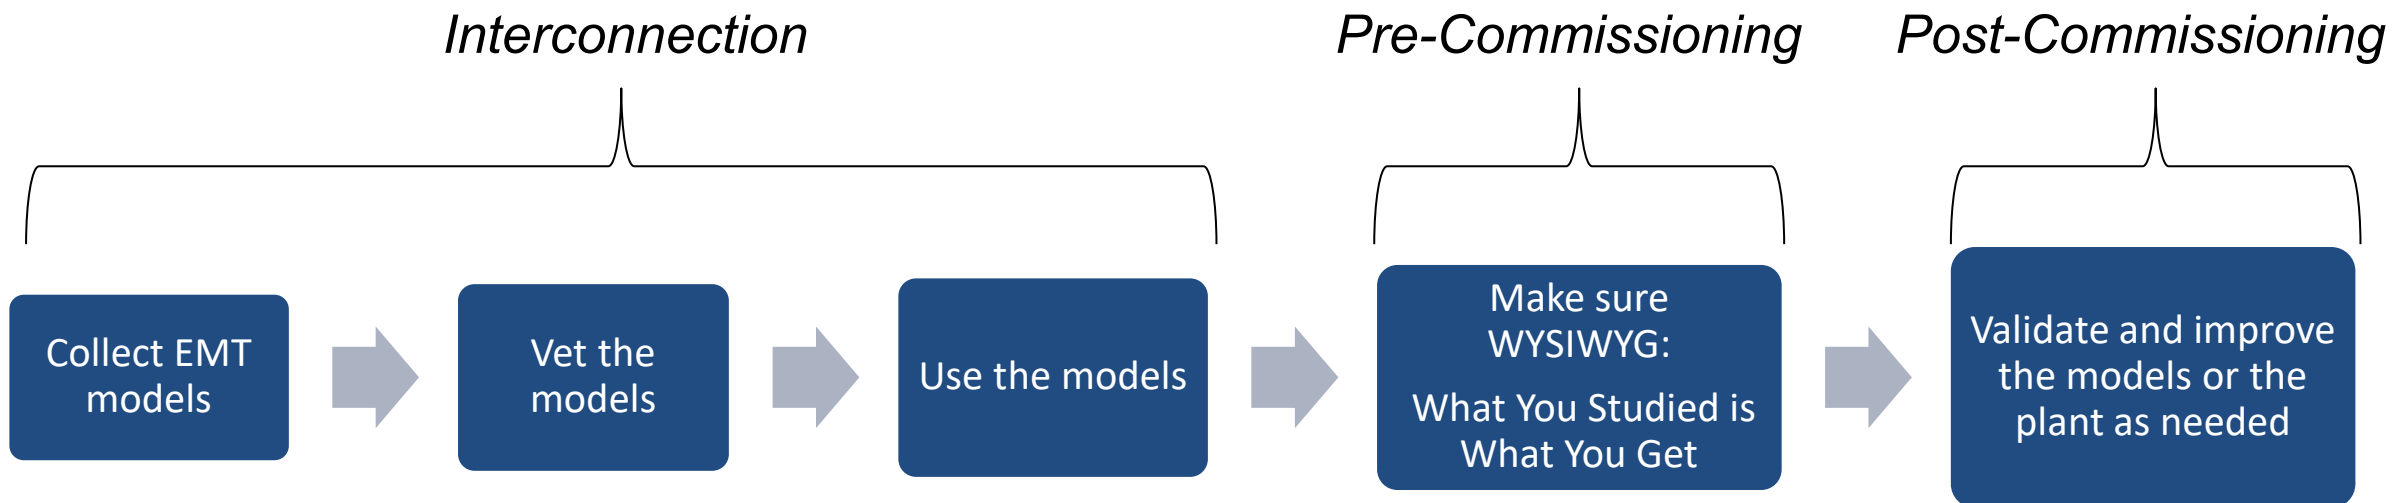 Interconnection
Pre-Commissioning
Post-Commissioning
Collect EMT
models
Vet the
models
Use the models
Make sure
WYSIWYG:
What You Studied is
What You Get
Validate and improve
the models or the
plant as needed